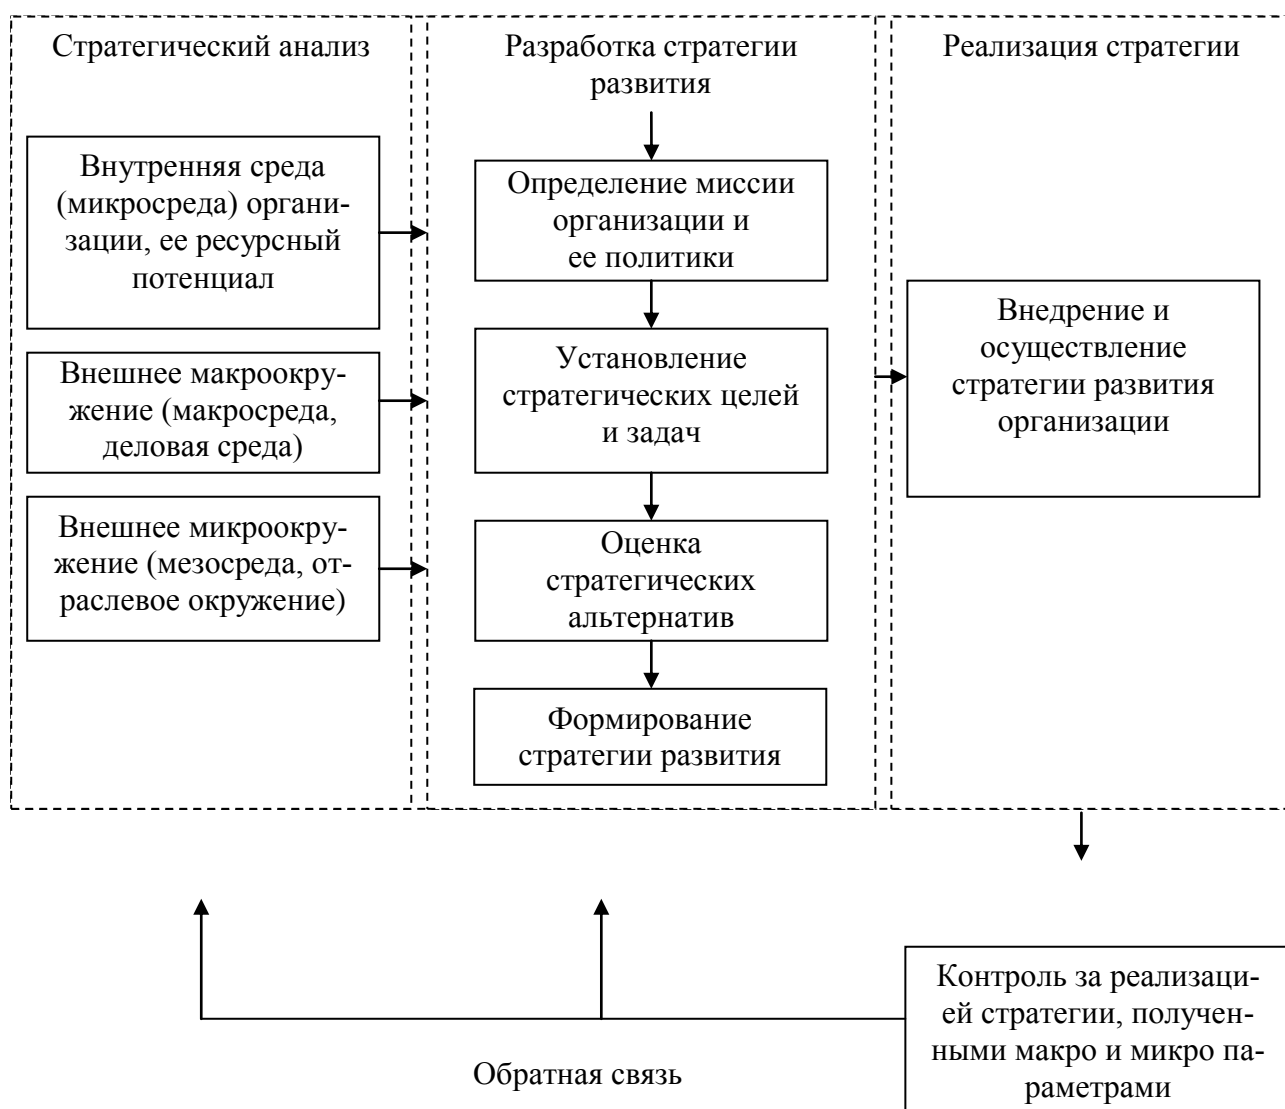 Стратегический анализ
Внутренняя среда
(микросреда) органи-
зации, ее ресурсный
потенциал
Внешнее макроокру-
жение (макросреда,
деловая среда)
Внешнее микроокру-
жение (мезосреда, от-
раслевое окружение)
Разработка стратегии
развития
Определение миссии
организации и
ее политики
Установление
стратегических целей
и задач
Оценка
стратегических
альтернатив
Формирование
стратегии развития
Реализация стратегии
Внедрение и
осуществление
стратегии развития
организации
Контроль за реализаци-
ей стратегии, получен-
ными макро и микро па-
раметрами
Обратная связь